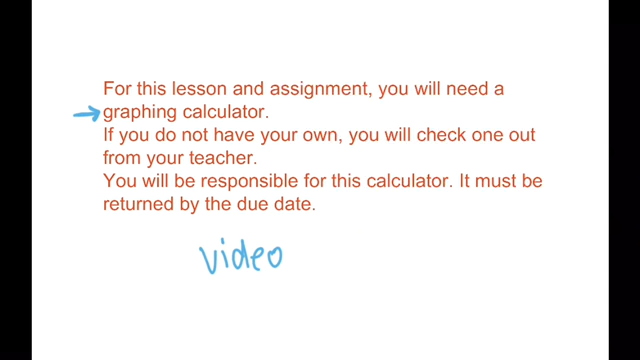 For this lesson and assignment, you will need a
graphing calculator.
If you do not have your own, you will check one out
from your teacher.
You will be responsible for this calculator. It must be
returned by the due date.
video